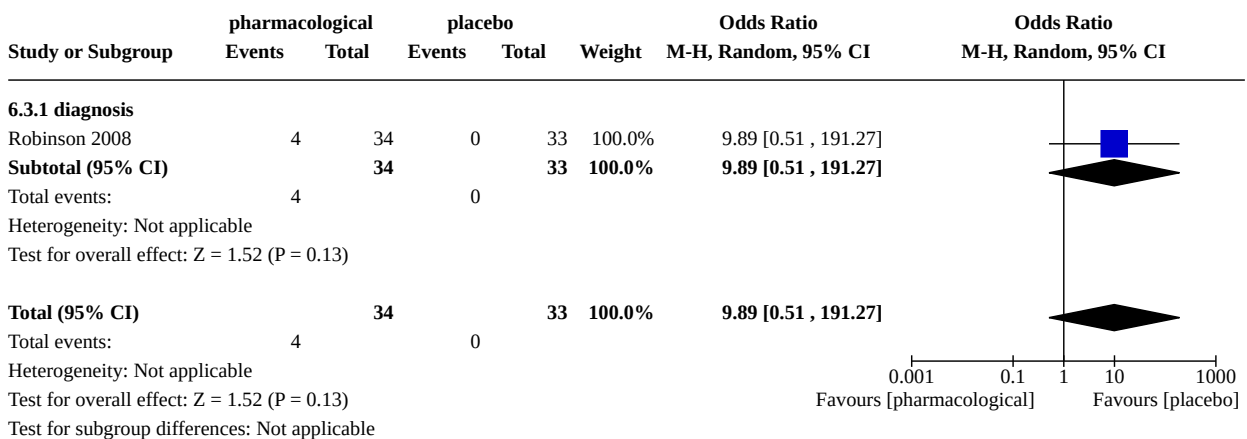 pharmacological placebo Odds Ratio Odds Ratio
Study or Subgroup Events Total Events Total Weight M-H, Random, 95% CI M-H, Random, 95% CI
6.3.1 diagnosis
Robinson 2008 4 34 0 33 100.0% 9.89 [0.51 , 191.27]
Subtotal (95% CI) 34 33 100.0% 9.89 [0.51 , 191.27]
Total events: 4 0
Heterogeneity: Not applicable
Test for overall effect: Z = 1.52 (P = 0.13)
Total (95% CI) 34 33 100.0% 9.89 [0.51 , 191.27]
Total events: 4 0
Heterogeneity: Not applicable
Test for overall effect: Z = 1.52 (P = 0.13)
Test for subgroup differences: Not applicable
0.001 0.1 1 10 1000
Favours [pharmacological] Favours [placebo]